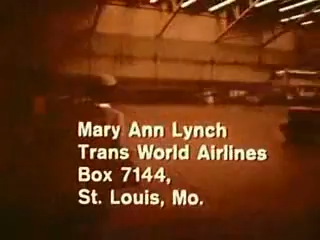 Mary Ann Lynch
Trans World Airlines
Box 7144,
St. Louis, Mo.